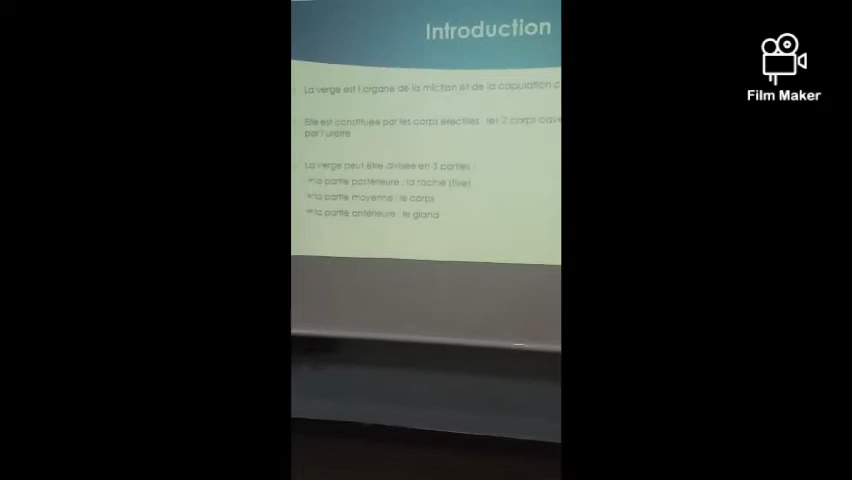 Introduction
La verge est l'organe de la miction et de la copulation c
Elle est constituée par les corps érectiles : les 2 corps cave
par l'urètre
La verge peut être divisée en 3 parties :
la partie postérieure : la racine (fixe)
la partie moyenne : le corps
la partie antérieure : le gland
Film Maker